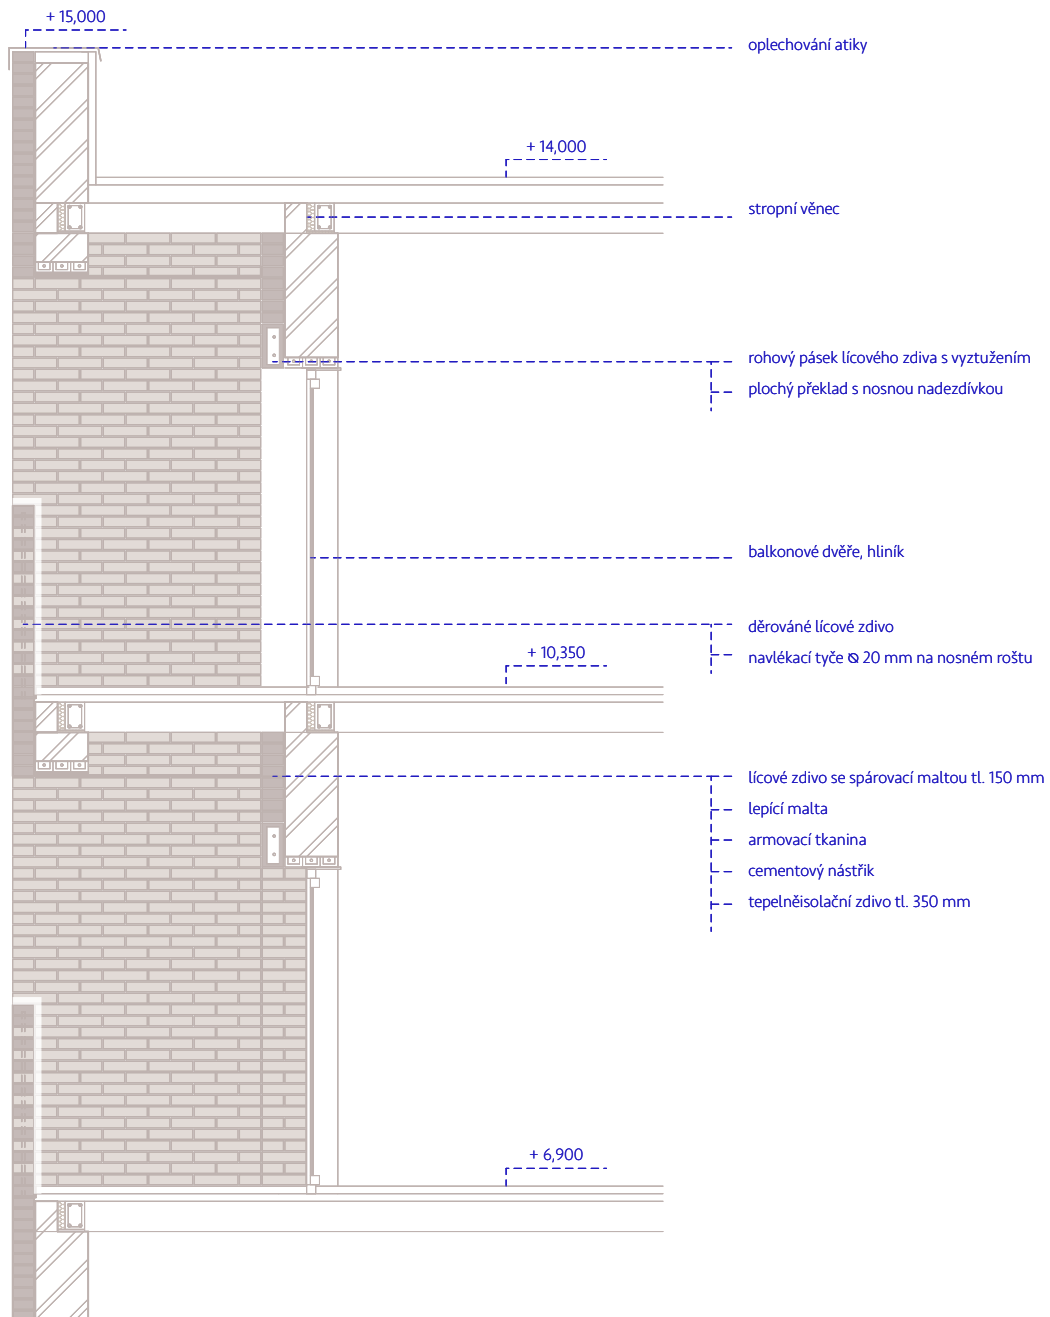 + 15,000
oplechování atiky
+ 14,000
stropní věnec
rohový pásek lícového zdiva s vyztužením
plochý překlad s nosnou nadezdívkou
balkonové dvěře, hliník
děrováné lícové zdivo
+ 10,350
navlékací tyče ⦰ 20 mm na nosném roštu
lícové zdivo se spárovací maltou tl. 150 mm
lepící malta
armovací tkanina
cementový nástřik
tepelněisolační zdivo tl. 350 mm
+ 6,900